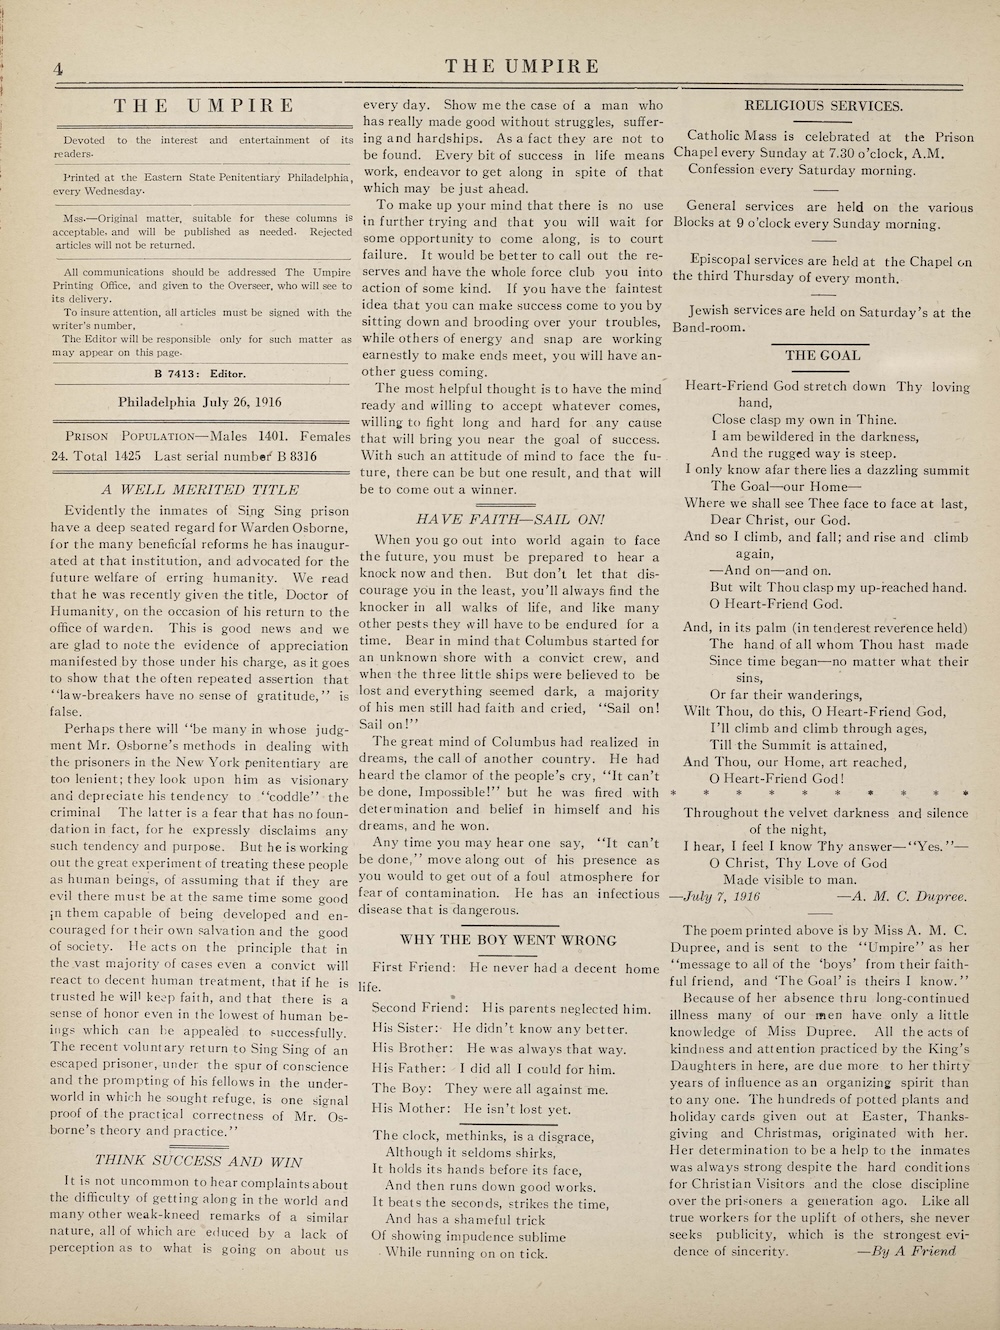 4
THE UMPIRE
THE UMPIRE
Devoted to the interest and entertainment of its
readers.
Printed at the Eastern State Penitentiary Philadelphia,
every Wednesday.
Mss.—Original matter, suitable for these columns is
acceptable, and will be published as needed. Rejected
articles will not be returned.
All communications should be addressed The Umpire
Printing Office, and given to the Overseer, who will see to
its delivery.
To insure attention, all articles must be signed with the
writer's number,
The Editor will be responsible only for such matter as
may appear on this page.
B 7413: Editor.
Philadelphia July 26, 1916
PRISON POPULATION—Males 1401. Females
24. Total 1425 Last serial number B 8316
A WELL MERITED TITLE
Evidently the inmates of Sing Sing prison
have a deep seated regard for Warden Osborne,
for the many beneficial reforms he has inaugur-
ated at that institution, and advocated for the
future welfare of erring humanity. We read
that he was recently given the title, Doctor of
Humanity, on the occasion of his return to the
office of warden. This is good news and we
are glad to note the evidence of appreciation
manifested by those under his charge, as it goes
to show that the often repeated assertion that
"law-breakers have no sense of gratitude," is
false.
Perhaps there will "be many in whose judg-
ment Mr. Osborne's methods in dealing with
the prisoners in the New York penitentiary are
too lenient; they look upon him as visionary
and depreciate his tendency to "coddle" the
criminal The latter is a fear that has no foun-
dation in fact, for he expressly disclaims any
such tendency and purpose. But he is working
out the great experiment of treating these people
as human beings, of assuming that if they are
evil there must be at the same time some good
in them capable of being developed and en-
couraged for their own salvation and the good
of society. He acts on the principle that in
the vast majority of cases even a convict will
react to decent human treatment, that if he is
trusted he will keep faith, and that there is a
sense of honor even in the lowest of human be-
ings which can be appealed to successfully.
The recent voluntary return to Sing Sing of an
escaped prisoner, under the spur of conscience
and the prompting of his fellows in the under-
world in which he sought refuge, is one signal
proof of the practical correctness of Mr. Os-
borne's theory and practice."
THINK SUCCESS AND WIN
It is not uncommon to hear complaints about
the difficulty of getting along in the world and
many other weak-kneed remarks of a similar
nature, all of which are educed by a lack of
perception as to what is going on about us
every day. Show me the case of a man who
has really made good without struggles, suffer-
ing and hardships. As a fact they are not to
be found. Every bit of success in life means
work, endeavor to get along in spite of that
which may be just ahead.
To make up your mind that there is no use
in further trying and that you will wait for
some opportunity to come along, is to court
failure. It would be better to call out the re-
serves and have the whole force club you into
action of some kind. If you have the faintest
idea that you can make success come to you by
sitting down and brooding over your troubles,
while others of energy and snap are working
earnestly to make ends meet, you will have an-
other guess coming.
The most helpful thought is to have the mind
ready and willing to accept whatever comes,
willing to fight long and hard for any cause
that will bring you near the goal of success.
With such an attitude of mind to face the fu-
ture, there can be but one result, and that will
be to come out a winner.
HAVE FAITH—SAIL ON!
When you go out into world again to face
the future, you must be prepared to hear a
knock now and then. But don't let that dis-
courage you in the least, you'll always find the
knocker in all walks of life, and like many
other pests they will have to be endured for a
time. Bear in mind that Columbus started for
an unknown shore with a convict crew, and
when the three little ships were believed to be
lost and everything seemed dark, a majority
of his men still had faith and cried, "Sail on!
Sail on!"
The great mind of Columbus had realized in
dreams, the call of another country. He had
heard the clamor of the people's cry, "It can't
be done, Impossible!" but he was fired with
determination and belief in himself and his
dreams, and he won.
Any time you may hear one say, "It can't
be done," move along out of his presence as
you would to get out of a foul atmosphere for
fear of contamination. He has an infectious
disease that is dangerous.
WHY THE BOY WENT WRONG
First Friend: He never had a decent home
life.
Second Friend: His parents neglected him.
His Sister: He didn't know any better.
His Brother: He was always that way.
His Father: I did all I could for him.
The Boy: They were all against me.
His Mother: He isn't lost yet.
The clock, methinks, is a disgrace,
Although it seldoms shirks,
It holds its hands before its face,
And then runs down good works.
It beats the seconds, strikes the time,
And has a shameful trick
Of showing impudence sublime
While running on on tick.
RELIGIOUS SERVICES.
Catholic Mass is celebrated at the Prison
Chapel every Sunday at 7.30 o'clock, A.M.
Confession every Saturday morning.
General services are held on the various
Blocks at 9 o'clock every Sunday morning.
Episcopal services are held at the Chapel on
the third Thursday of every month.
Jewish services are held on Saturday's at the
Band-room.
THE GOAL
Heart-Friend God stretch down Thy loving
hand,
Close clasp my own in Thine.
I am bewildered in the darkness,
And the rugged way is steep.
I only know afar there lies a dazzling summit
The Goal—our Home—
Where we shall see Thee face to face at last,
Dear Christ, our God.
And so I climb, and fall; and rise and climb
again,
—And on—and on.
But wilt Thou clasp my up-reached hand.
O Heart-Friend God.
And, in its palm (in tenderest reverence held)
The hand of all whom Thou hast made
Since time began—no matter what their
sins,
Or far their wanderings,
Wilt Thou, do this, O Heart-Friend God,
I'll climb and climb through ages,
Till the Summit is attained,
And Thou, our Home, art reached,
O Heart-Friend God!
* * * * * * * * * *
Throughout the velvet darkness and silence
of the night,
I hear, I feel I know Thy answer—"Yes."—
O Christ, Thy Love of God
Made visible to man.
—July 7, 1916 —A. M. C. Dupree.
The poem printed above is by Miss A. M. C.
Dupree, and is sent to the "Umpire" as her
"message to all of the 'boys' from their faith-
ful friend, and 'The Goal' is theirs I know."
Because of her absence thru long-continued
illness many of our men have only a little
knowledge of Miss Dupree. All the acts of
kindness and attention practiced by the King's
Daughters in here, are due more to her thirty
years of influence as an organizing spirit than
to any one. The hundreds of potted plants and
holiday cards given out at Easter, Thanks-
giving and Christmas, originated with her.
Her determination to be a help to the inmates
was always strong despite the hard conditions
for Christian Visitors and the close discipline
over the prisoners a generation ago. Like all
true workers for the uplift of others, she never
seeks publicity, which is the strongest evi-
dence of sincerity. —By A Friend